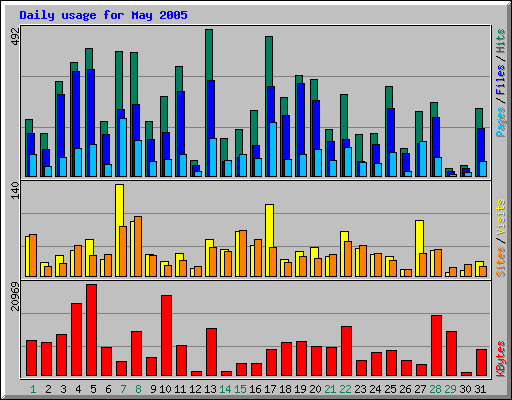 Daily usage for May 2005
492
Pages / Files / Hits
140
Sites / Visits
20969
KBytes
1 2 3 4 5 6 7 8 9 10 11 12 13 14 15 16 17 18 19 20 21 22 23 24 25 26 27 28 29 30 31